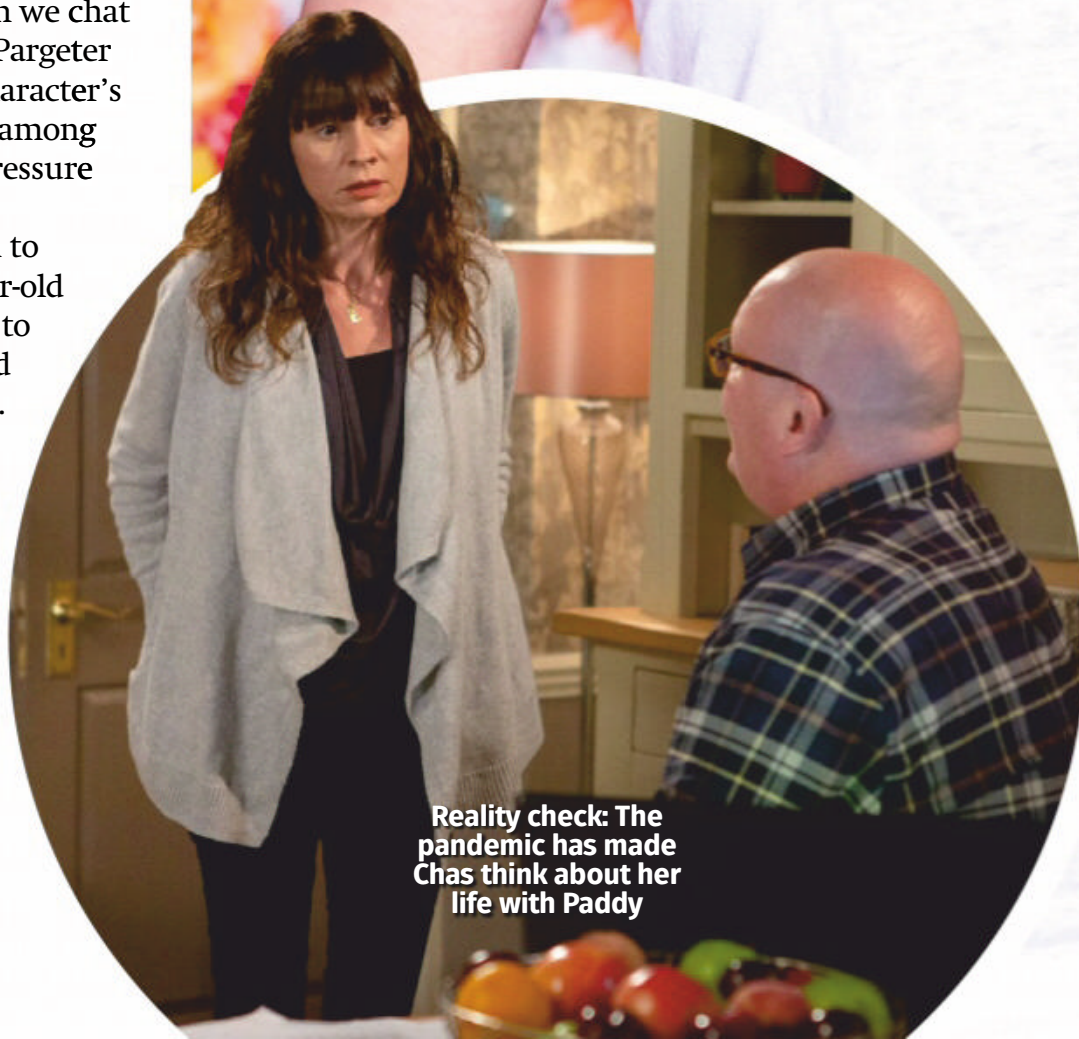 n we chat
Pargeter
aracter's
among
ressure
to
r-old
to
d
.
Reality check: The
pandemic has made
Chas think about her
life with Paddy